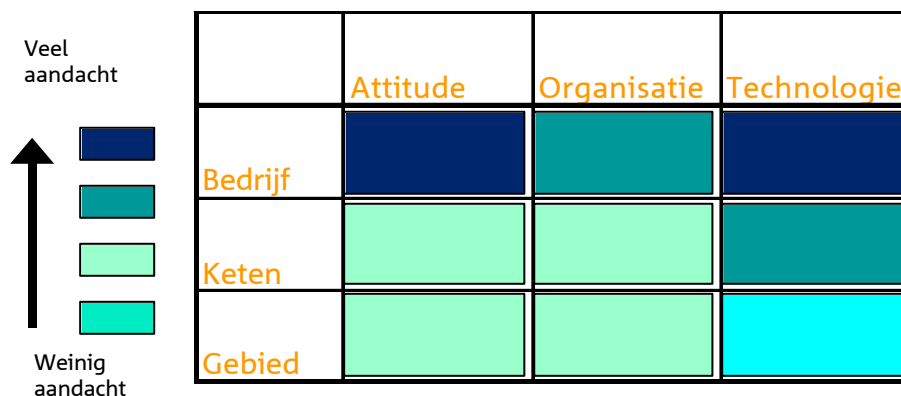 Veel
aandacht
Weinig
aandacht
Attitude
Organisatie
Technologie
Bedrijf
Keten
Gebied